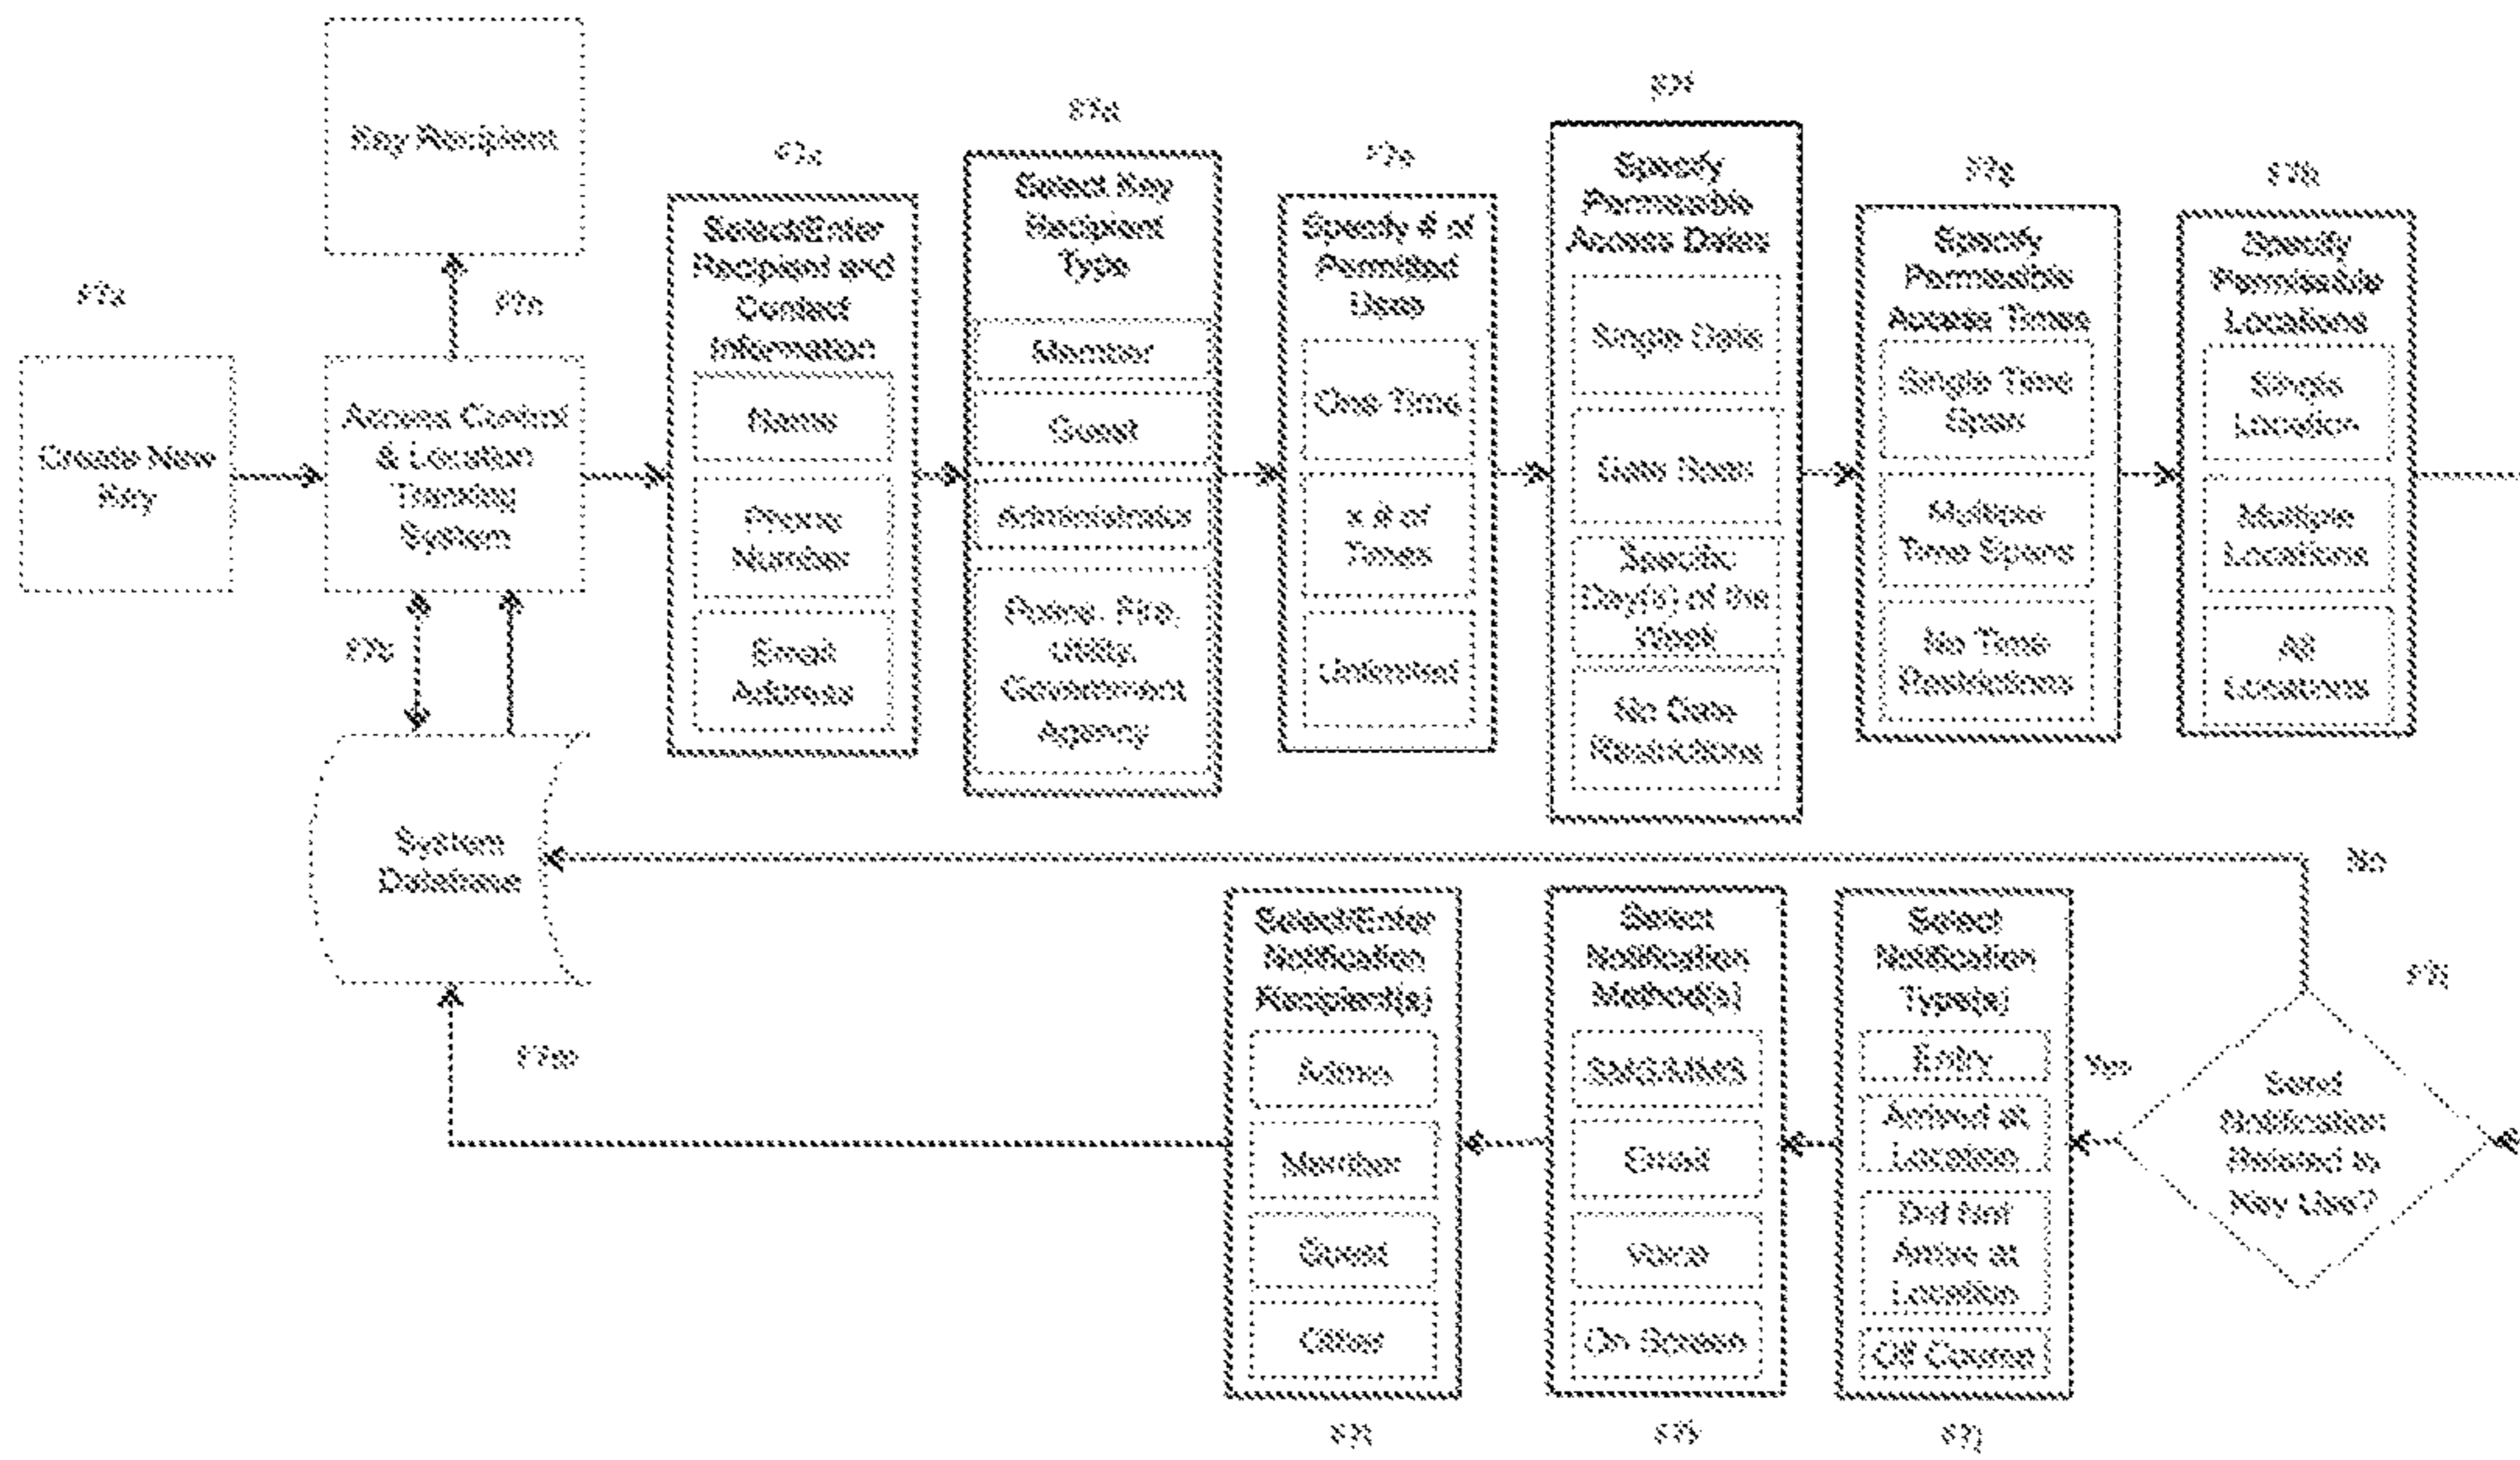 Key Recipient
Create New
Key
Access Control
& Location
Tracking
System
System
Database
Select/Enter
Recipient and
Contact
Information
Name
Phone
Number
Email
Address
Select Key
Recipient
Type
Member
Guest
Administrator
Police, Fire,
Utility,
Government
Agency
Specify # of
Permitted
Uses
One Time
x # of
Times
Unlimited
Specify
Permissible
Access Dates
Single Date
Date Span
Specific
Day(s) of the
Week
No Date
Restrictions
Specify
Permissible
Access Times
Single Time
Span
Multiple
Time Spans
No Time
Restrictions
Specify
Permissible
Locations
Single
Location
Multiple
Locations
All
Locations
No
Send
Notification
Related to
Key Use?
Yes
Select
Notification
Type(s)
Entry
Arrived at
Location
Did Not
Arrive at
Location
Off Course
Select
Notification
Method(s)
SMS/MMS
Email
Voice
On Screen
Select/Enter
Notification
Recipient(s)
Admin
Member
Guest
Other